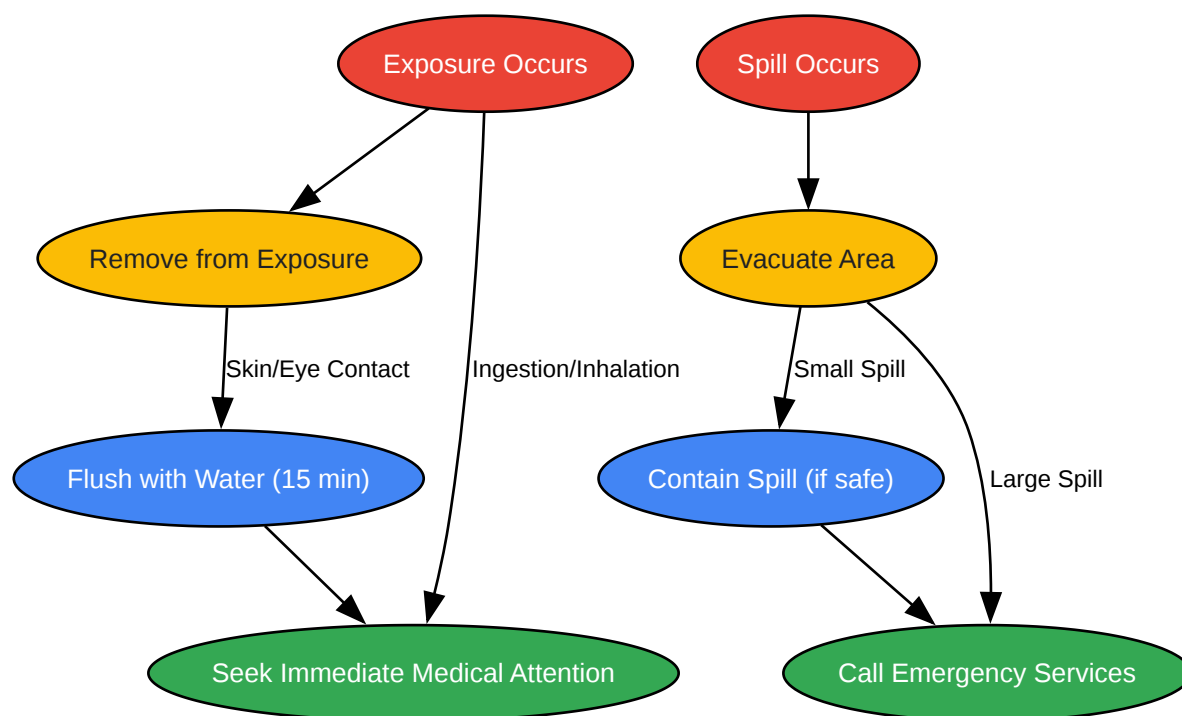 Exposure Occurs
Spill Occurs
Remove from Exposure
Evacuate Area
Skin/Eye Contact
Ingestion/Inhalation
Small Spill
Flush with Water (15 min)
Contain Spill (if safe)
Large Spill
Seek Immediate Medical Attention
Call Emergency Services